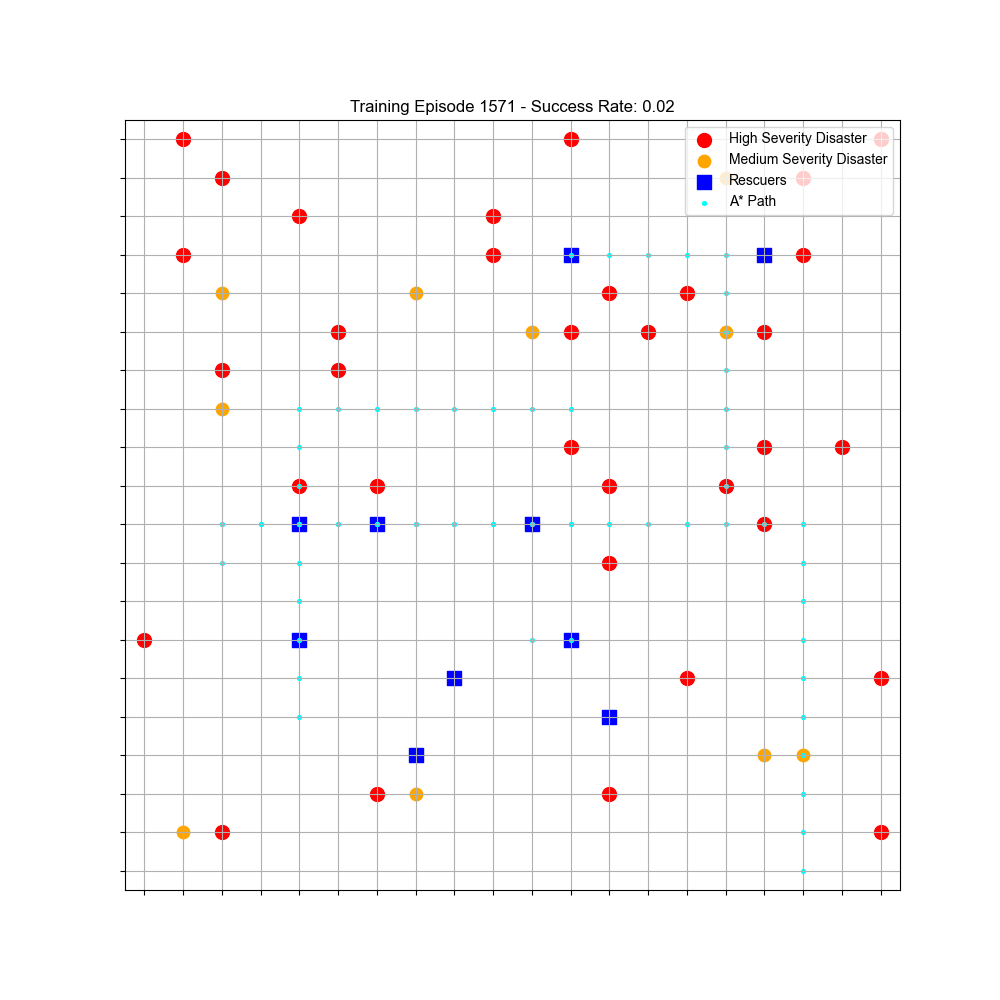 Training Episode 1571 - Success Rate: 0.02
High Severity Disaster
Medium Severity Disaster
Rescuers
A* Path